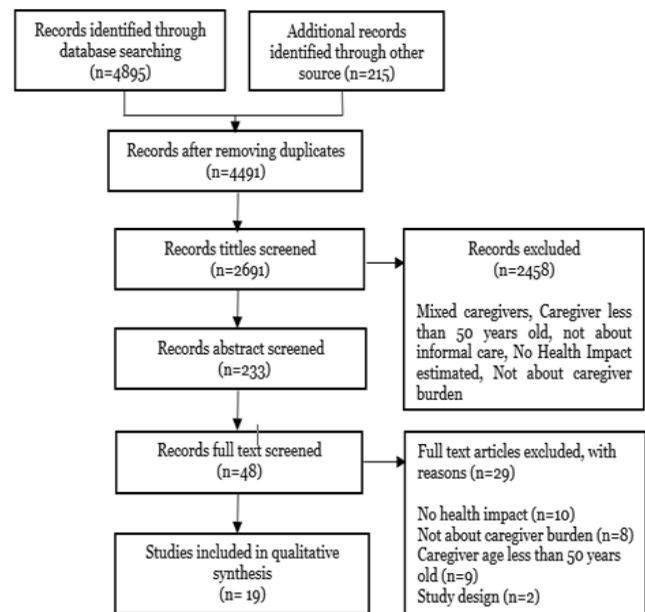 Records identified through
database searching
(n=4895)
Additional records
identified through other
source (n=215)
Records after removing duplicates
(n=4491)
Records tittles screened
(n=2691)
Records excluded
(n=2458)
Mixed caregivers, Caregiver less
than 50 years old, not about
informal care, No Health Impact
estimated, Not about caregiver
burden
Records abstract screened
(n=233)
Records full text screened
(n=48)
Full text articles excluded, with
reasons (n=29)
No health impact (n=10)
Not about caregiver burden (n=8)
Caregiver age less than 50 years
old (n=9)
Study design (n=2)
Studies included in qualitative
synthesis
(n= 19)